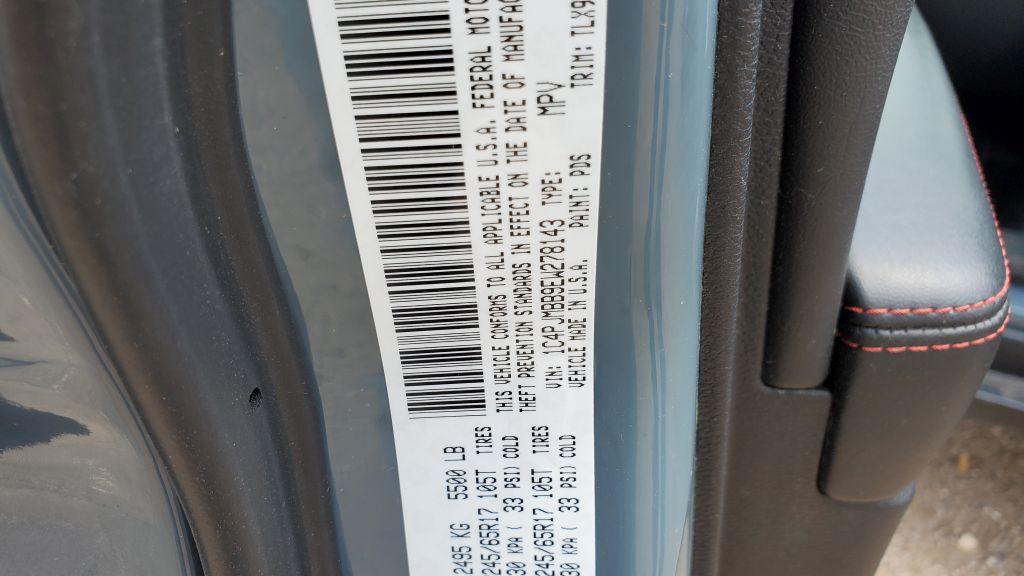 2495 KG 5500 LB
245/65R17 105T TIRES
30 KPA ( 33 PSI) COLD
245/65R17 105T TIRES
30 KPA ( 33 PSI) COLD
THIS VEHICLE CONFORMS TO ALL APPLICABLE U.S.A. FEDERAL MOTO
THEFT PREVENTION STANDARDS IN EFFECT ON THE DATE OF MANUFAC
VIN: 1C4PJMBB8EW278143 TYPE: MPV
VEHICLE MADE IN U.S.A. PAINT: PDS TRIM: TLX9